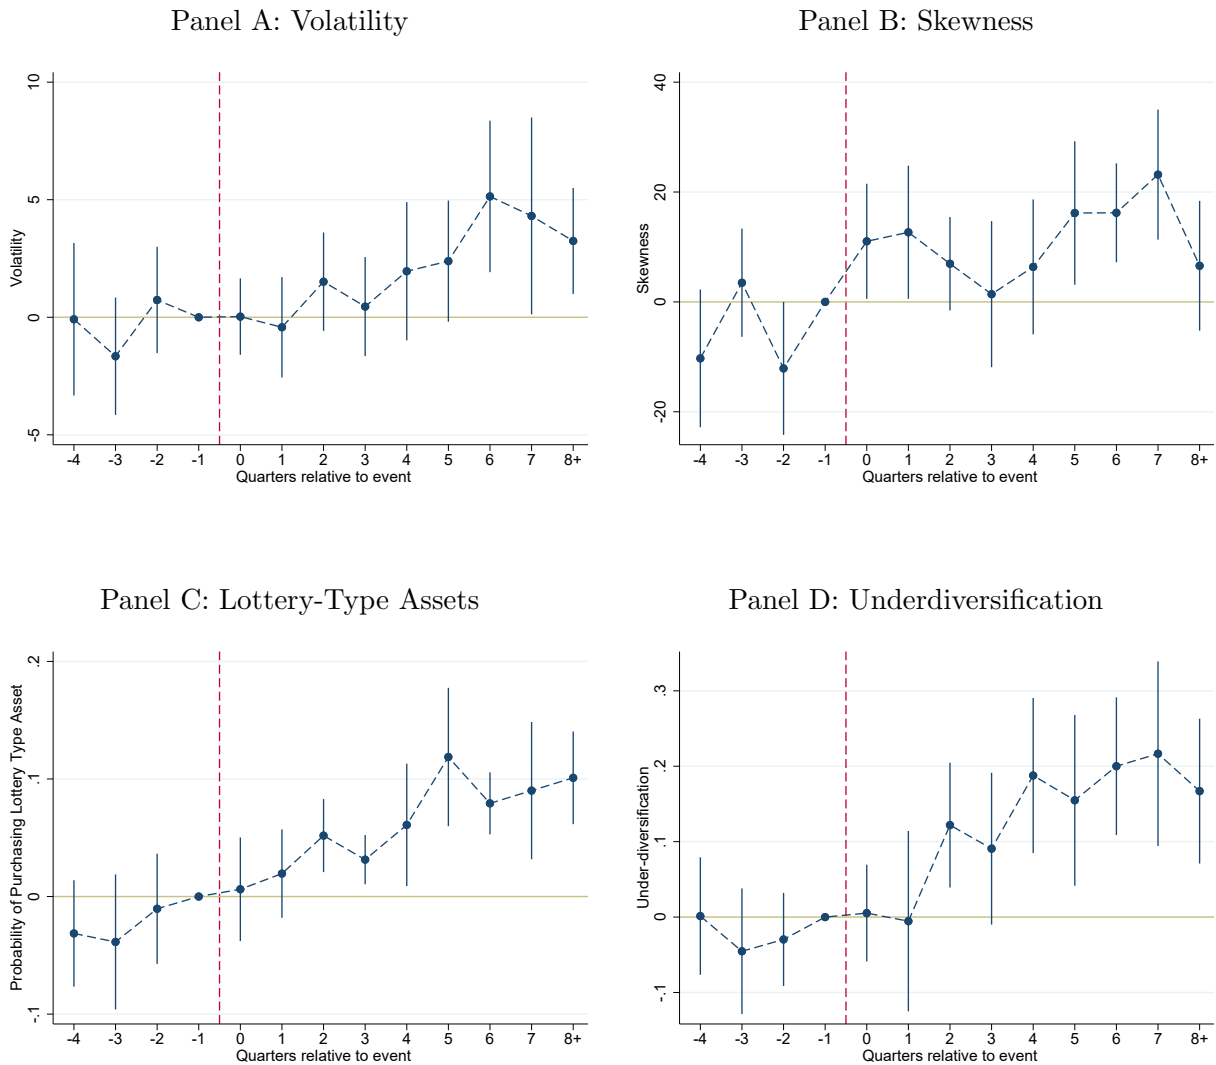 Panel A: Volatility
10
5
0
-5
Volatility
-4 -3 -2 -1 0 1 2 3 4 5 6 7 8+
Quarters relative to event
Panel B: Skewness
40
20
0
-20
Skewness
-4 -3 -2 -1 0 1 2 3 4 5 6 7 8+
Quarters relative to event
Panel C: Lottery-Type Assets
.2
.1
0
-.1
Probability of Purchasing Lottery Type Asset
-4 -3 -2 -1 0 1 2 3 4 5 6 7 8+
Quarters relative to event
Panel D: Underdiversification
.3
.2
.1
0
-.1
Under-diversification
-4 -3 -2 -1 0 1 2 3 4 5 6 7 8+
Quarters relative to event